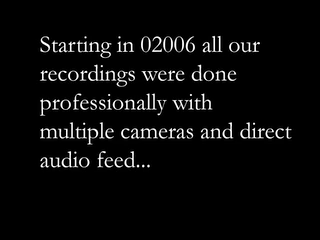 Starting in 02006 all our
recordings were done
professionally with
multiple cameras and direct
audio feed...